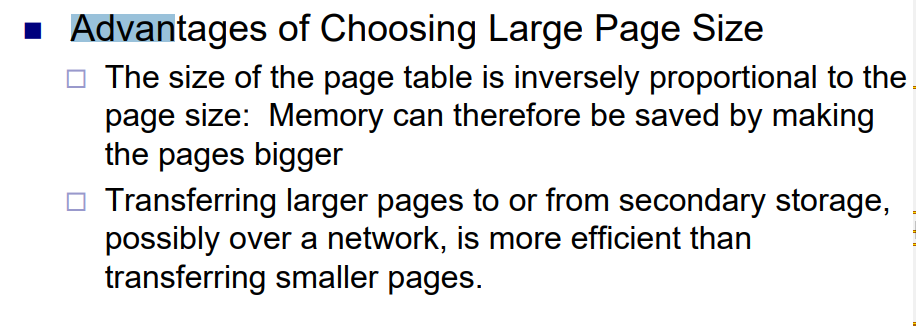 Advantages of Choosing Large Page Size
The size of the page table is inversely proportional to the
page size:  Memory can therefore be saved by making
the pages bigger
Transferring larger pages to or from secondary storage,
possibly over a network, is more efficient than
transferring smaller pages.